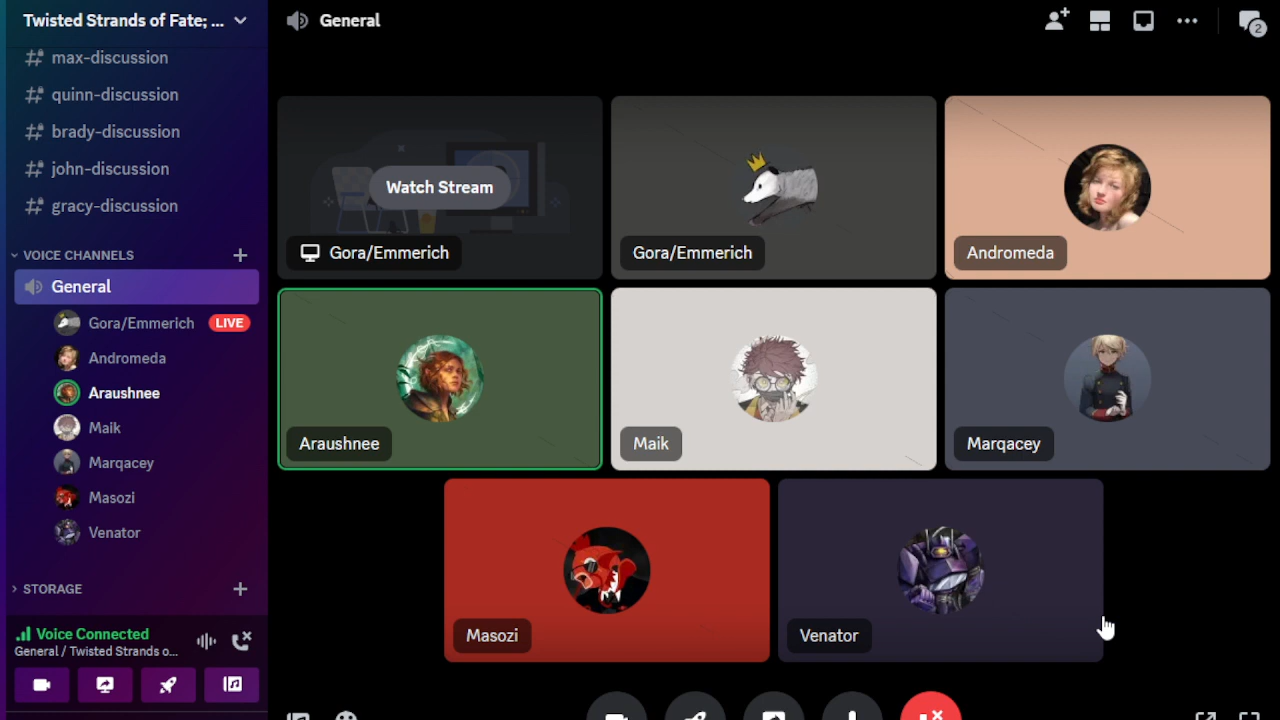 Twisted Strands of Fate; ...
max-discussion
quinn-discussion
brady-discussion
john-discussion
gracy-discussion
VOICE CHANNELS
General
Gora/Emmerich LIVE
Andromeda
Araushnee
Maik
Marqacey
Masozi
Venator
STORAGE
Voice Connected
General / Twisted Strands o...
General
2
Watch Stream
Gora/Emmerich
Gora/Emmerich
Andromeda
Araushnee
Maik
Marqacey
Masozi
Venator